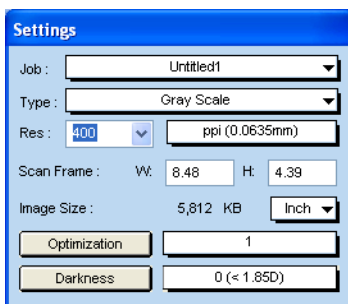 Settings
Job : Untitled1
Type : Gray Scale
Res : 400 ppi (0.0635mm)
Scan Frame : W: 8.48 H: 4.39
Image Size : 5,812 KB Inch
Optimization 1
Darkness 0 (< 1.85D)